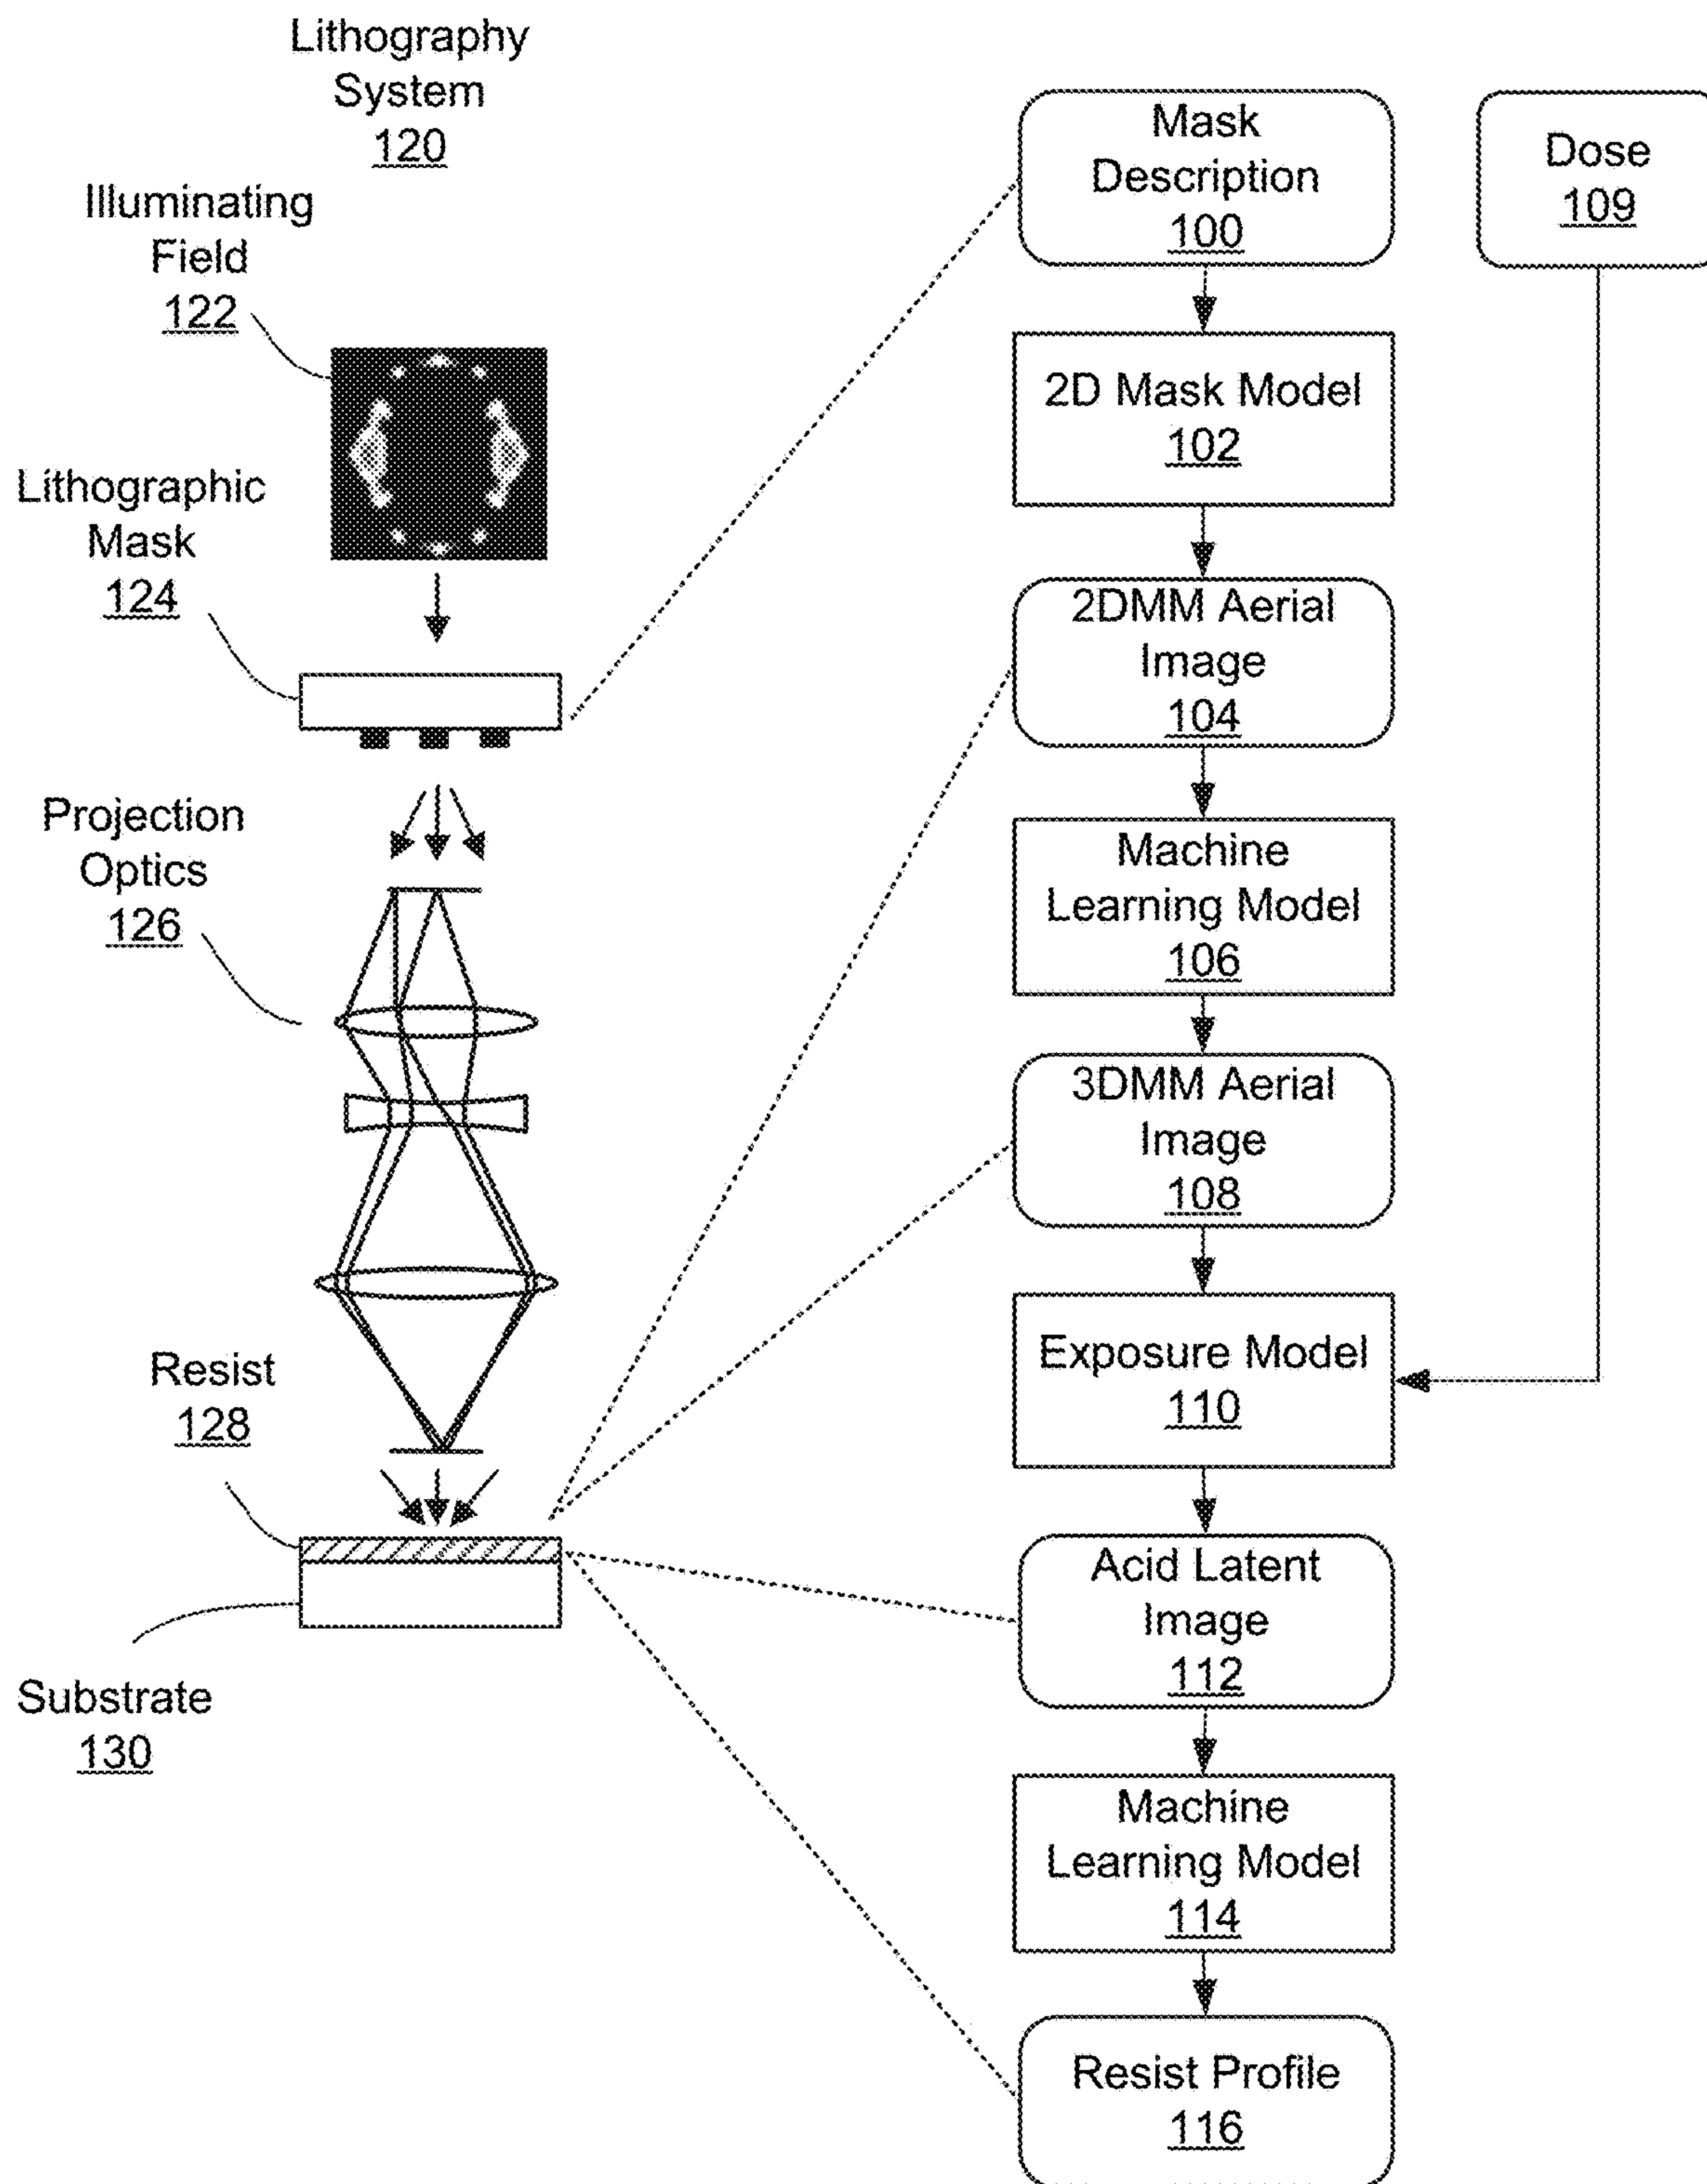 Lithography
System
120
Illuminating
Field
122
Lithographic
Mask
124
Projection
Optics
126
Resist
128
Substrate
130
Mask
Description
100
Dose
109
2D Mask Model
102
2DMM Aerial
Image
104
Machine
Learning Model
106
3DMM Aerial
Image
108
Exposure Model
110
Acid Latent
Image
112
Machine
Learning Model
114
Resist Profile
116